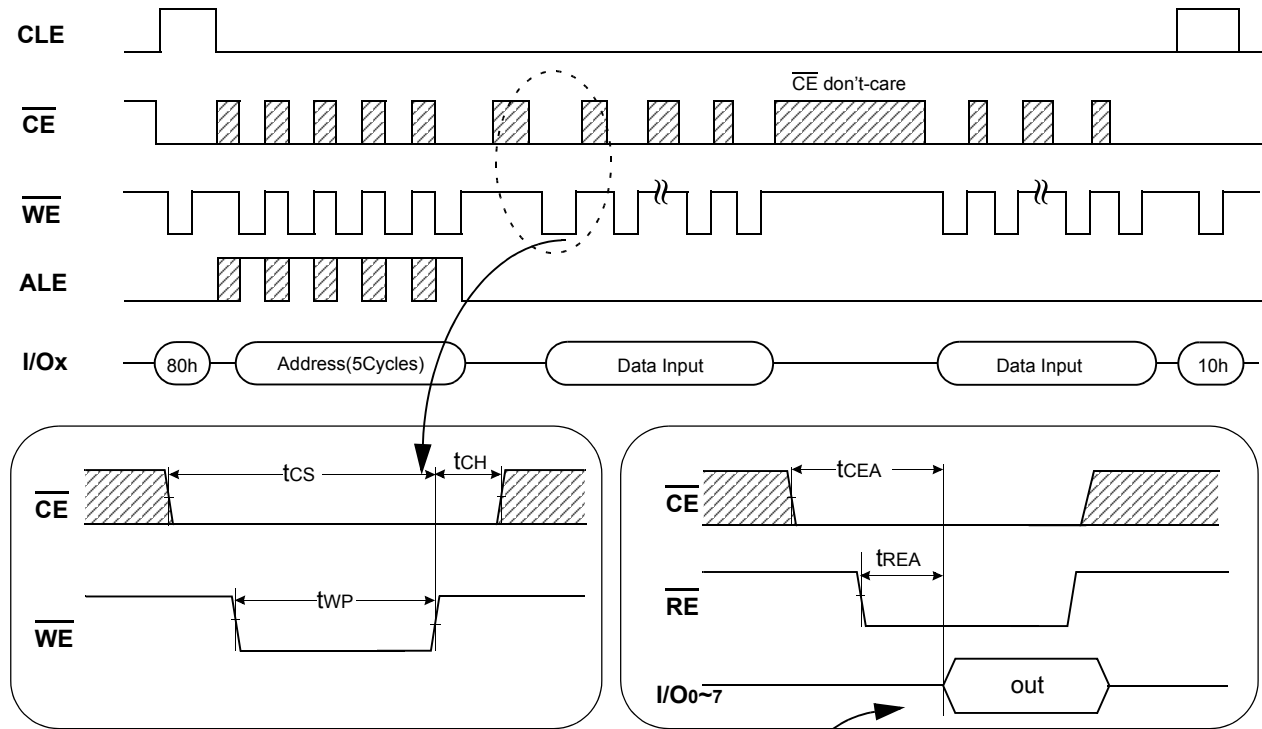 CLE
CE don't-care
CE
WE
ALE
I/Ox
80h
Address(5Cycles)
Data Input
Data Input
10h
tCS
tCH
CE
tWP
WE
tCEA
CE
tREA
RE
I/O0~7
out